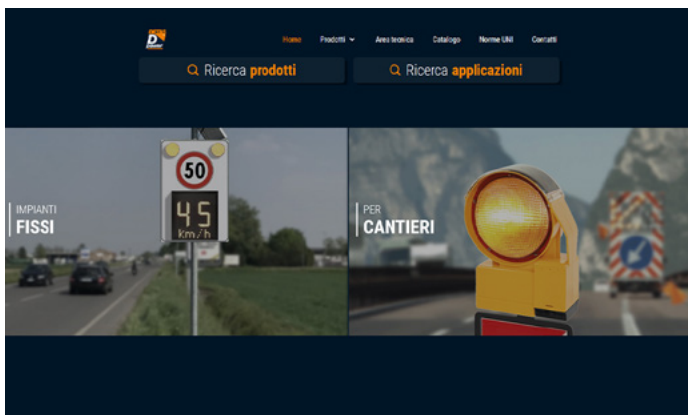 Home Prodotti Area tecnica Catalogo Norme UNI Contatti
Ricerca prodotti Ricerca applicazioni
50
45
km/h
IMPIANTI
FISSI
PER
CANTIERI